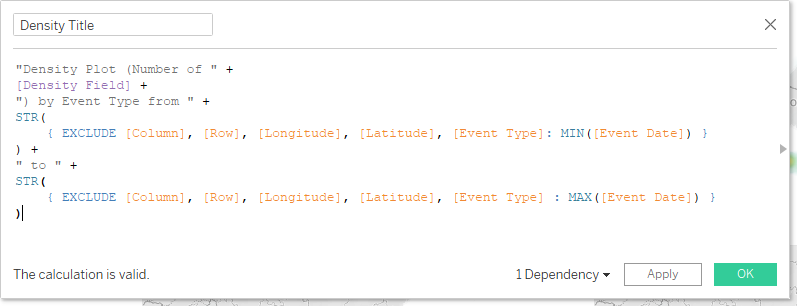 Density Title
"Density Plot (Number of " +
[Density Field] +
") by Event Type from " +
STR(
{ EXCLUDE [Column], [Row], [Longitude], [Latitude], [Event Type]: MIN([Event Date]) }
) +
" to " +
STR(
{ EXCLUDE [Column], [Row], [Longitude], [Latitude], [Event Type] : MAX([Event Date]) }
)
The calculation is valid.
1 Dependency
Apply
OK